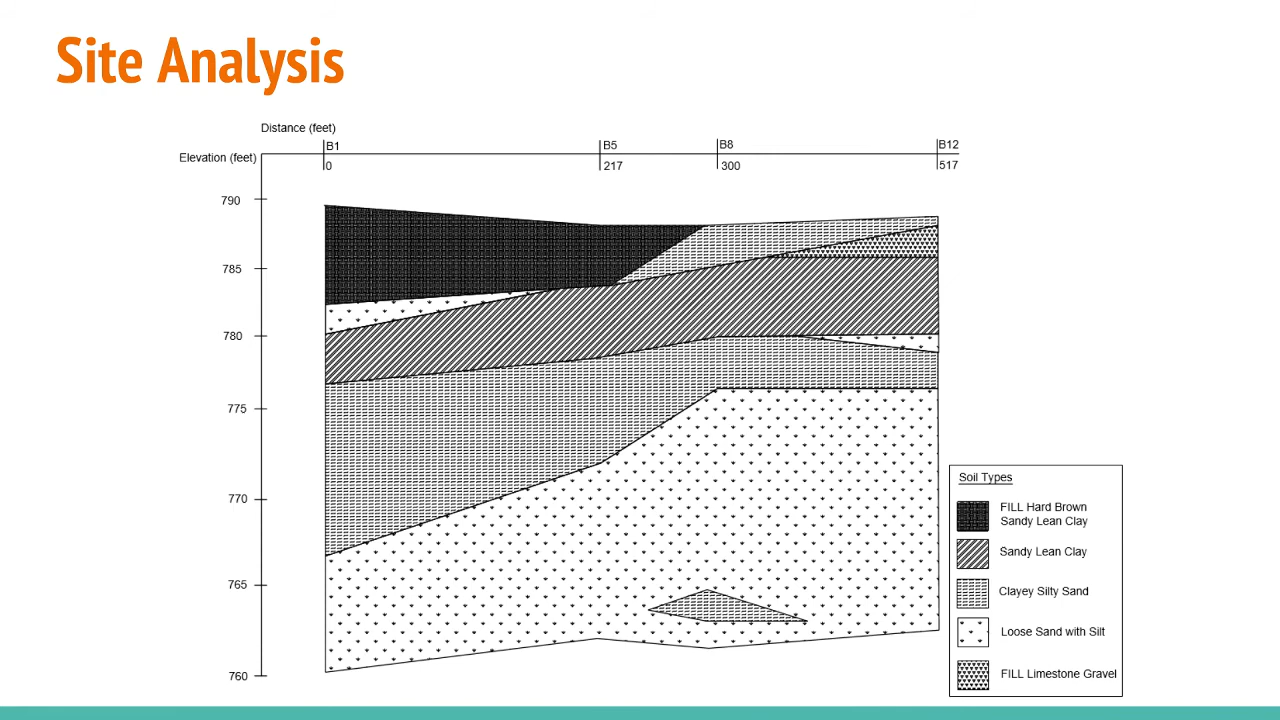 Site Analysis
Distance (feet)
B1
B5
B8
B12
Elevation (feet)
0
217
300
517
790
785
780
775
770
765
760
Soil Types
FILL Hard Brown
Sandy Lean Clay
Sandy Lean Clay
Clayey Silty Sand
Loose Sand with Silt
FILL Limestone Gravel